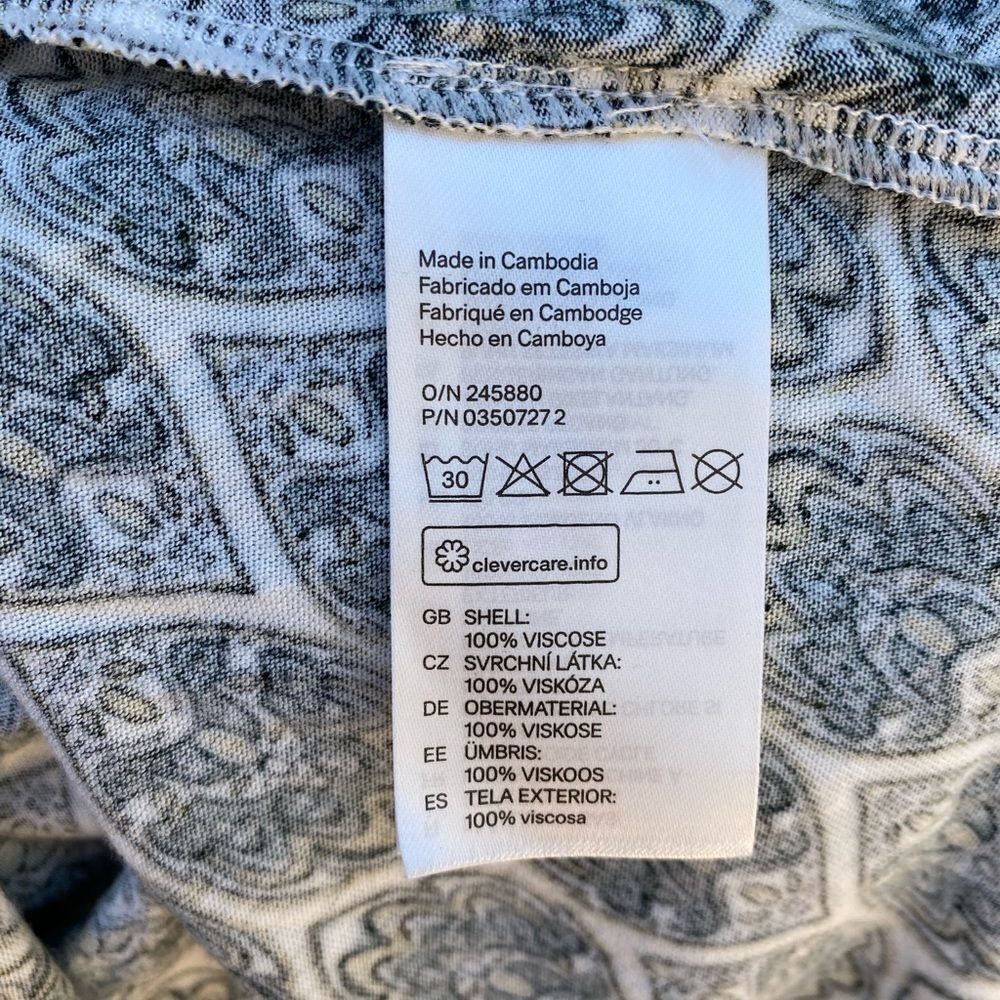 Made in Cambodia
Fabricado em Camboja
Fabriqué en Cambodge
Hecho en Camboya
O/N 245880
P/N 0350727 2
30
clevercare.info
GB SHELL:
100% VISCOSE
CZ SVRCHNÍ LÁTKA:
100% VISKÓZA
DE OBERMATERIAL:
100% VISKOSE
EE ÜMBRIS:
100% VISKOOS
ES TELA EXTERIOR:
100% viscosa